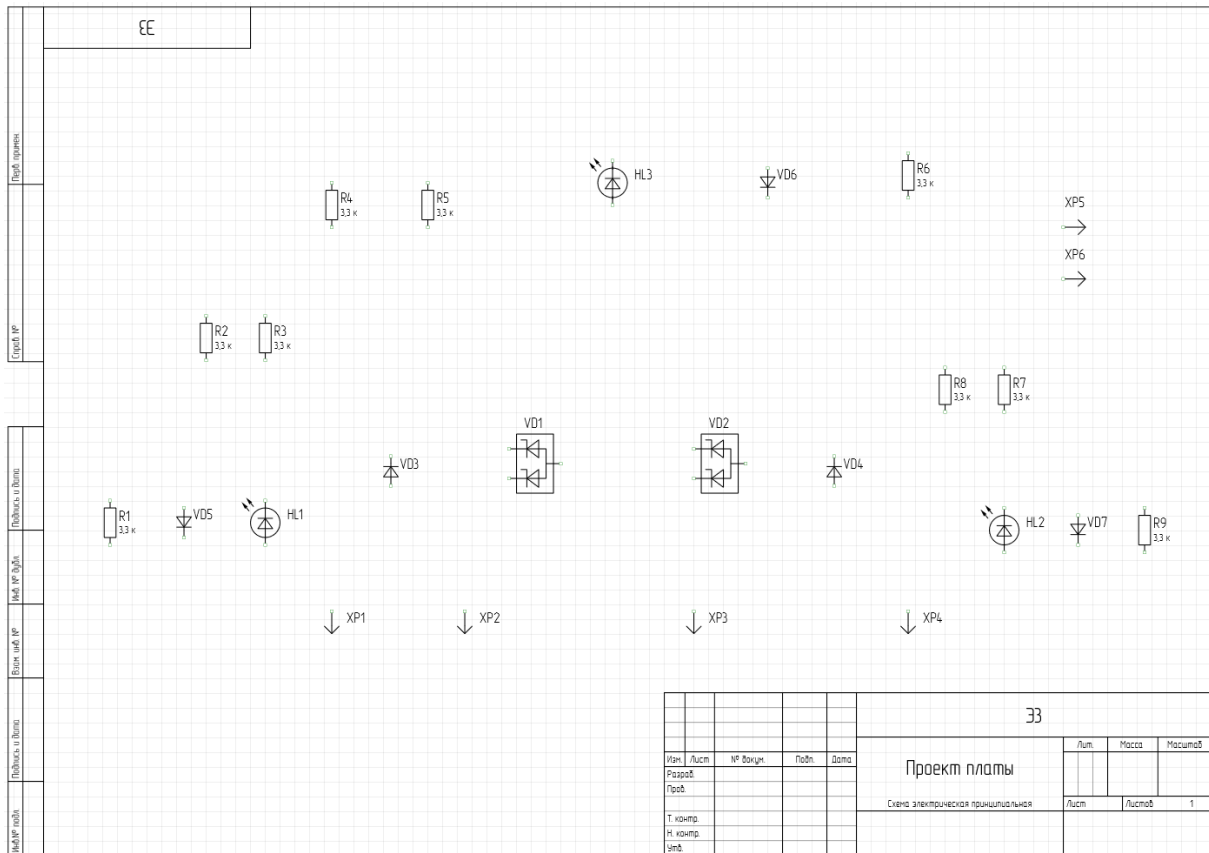 ЭЗ
Перв. примен.
Справ. №
Подпись и дата
Инв. № дубл.
Взам. инв. №
Подпись и дата
Инв.№ подл.
HL3
VD6
R6
3,3 к
R4
3,3 к
R5
3,3 к
XP5
XP6
R2
3,3 к
R3
3,3 к
R8
3,3 к
R7
3,3 к
VD1
VD2
VD3
VD4
R1
3,3 к
VD5
HL1
HL2
VD7
R9
3,3 к
XP1
XP2
XP3
XP4
ЭЗ
Изм. Лист № докум. Подп. Дата
Разраб.
Пров.
Т. контр.
Н. контр.
Утв.
Проект платы
Схема электрическая принципиальная
Лит. Масса Масштаб
Лист Листов 1